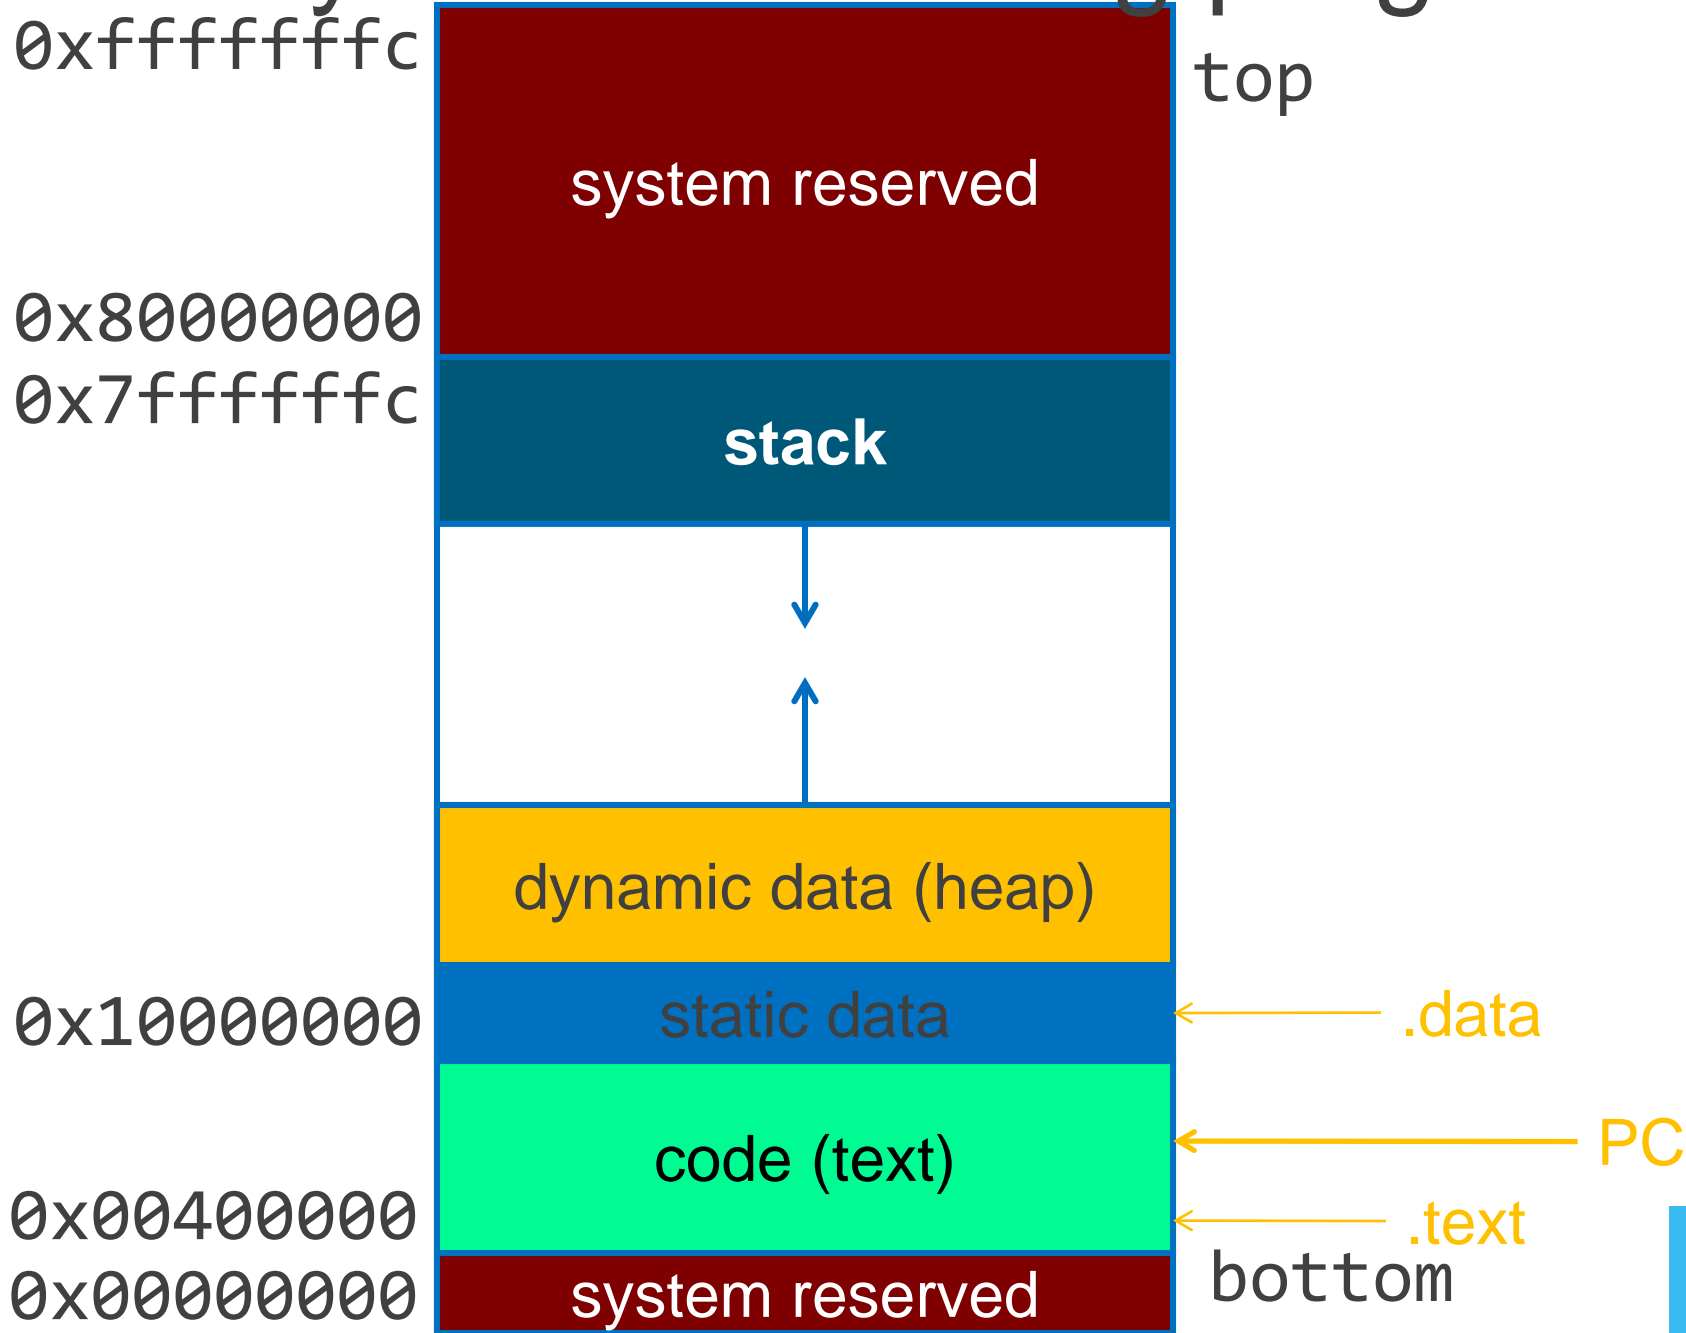 0xfffffffc
top
system reserved
0x80000000
0x7ffffffc
stack
dynamic data (heap)
0x10000000
static data
.data
code (text)
PC
0x00400000
.text
bottom
0x00000000
system reserved